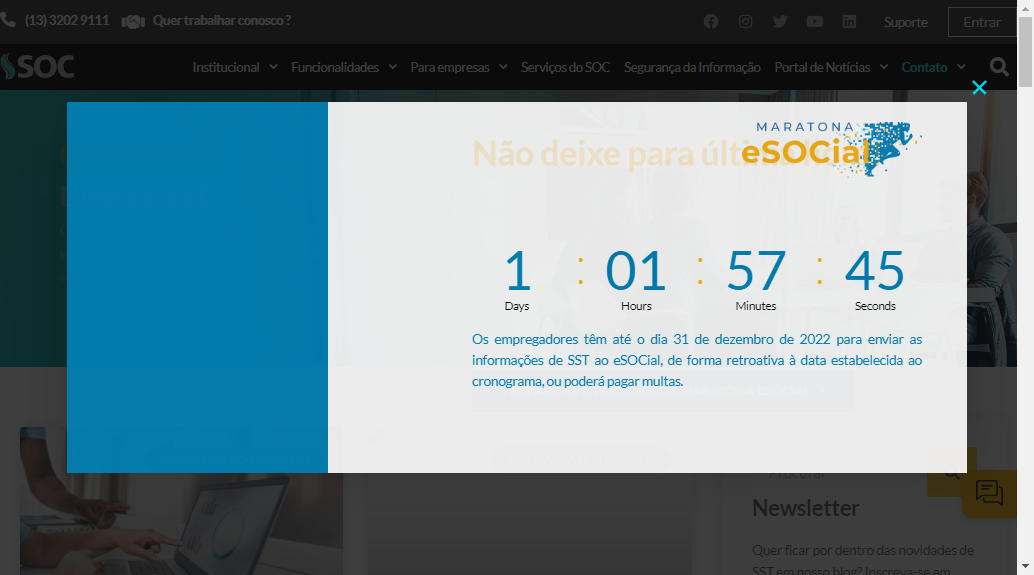 (13) 3202 9111 Quer trabalhar conosco ? Suporte Entrar
SOC Institucional Funcionalidades Para empresas Serviços do SOC Segurança da Informação Portal de Notícias Contato
MARATONA
eSOCial
Não deixe para últ
1 : 01 : 57 : 45
Days Hours Minutes Seconds
Os empregadores têm até o dia 31 de dezembro de 2022 para enviar as
informações de SST ao eSOCial, de forma retroativa à data estabelecida ao
cronograma, ou poderá pagar multas.
Procurar
Newsletter
Quer ficar por dentro das novidades de
SST em nosso blog? Inscreva-se em